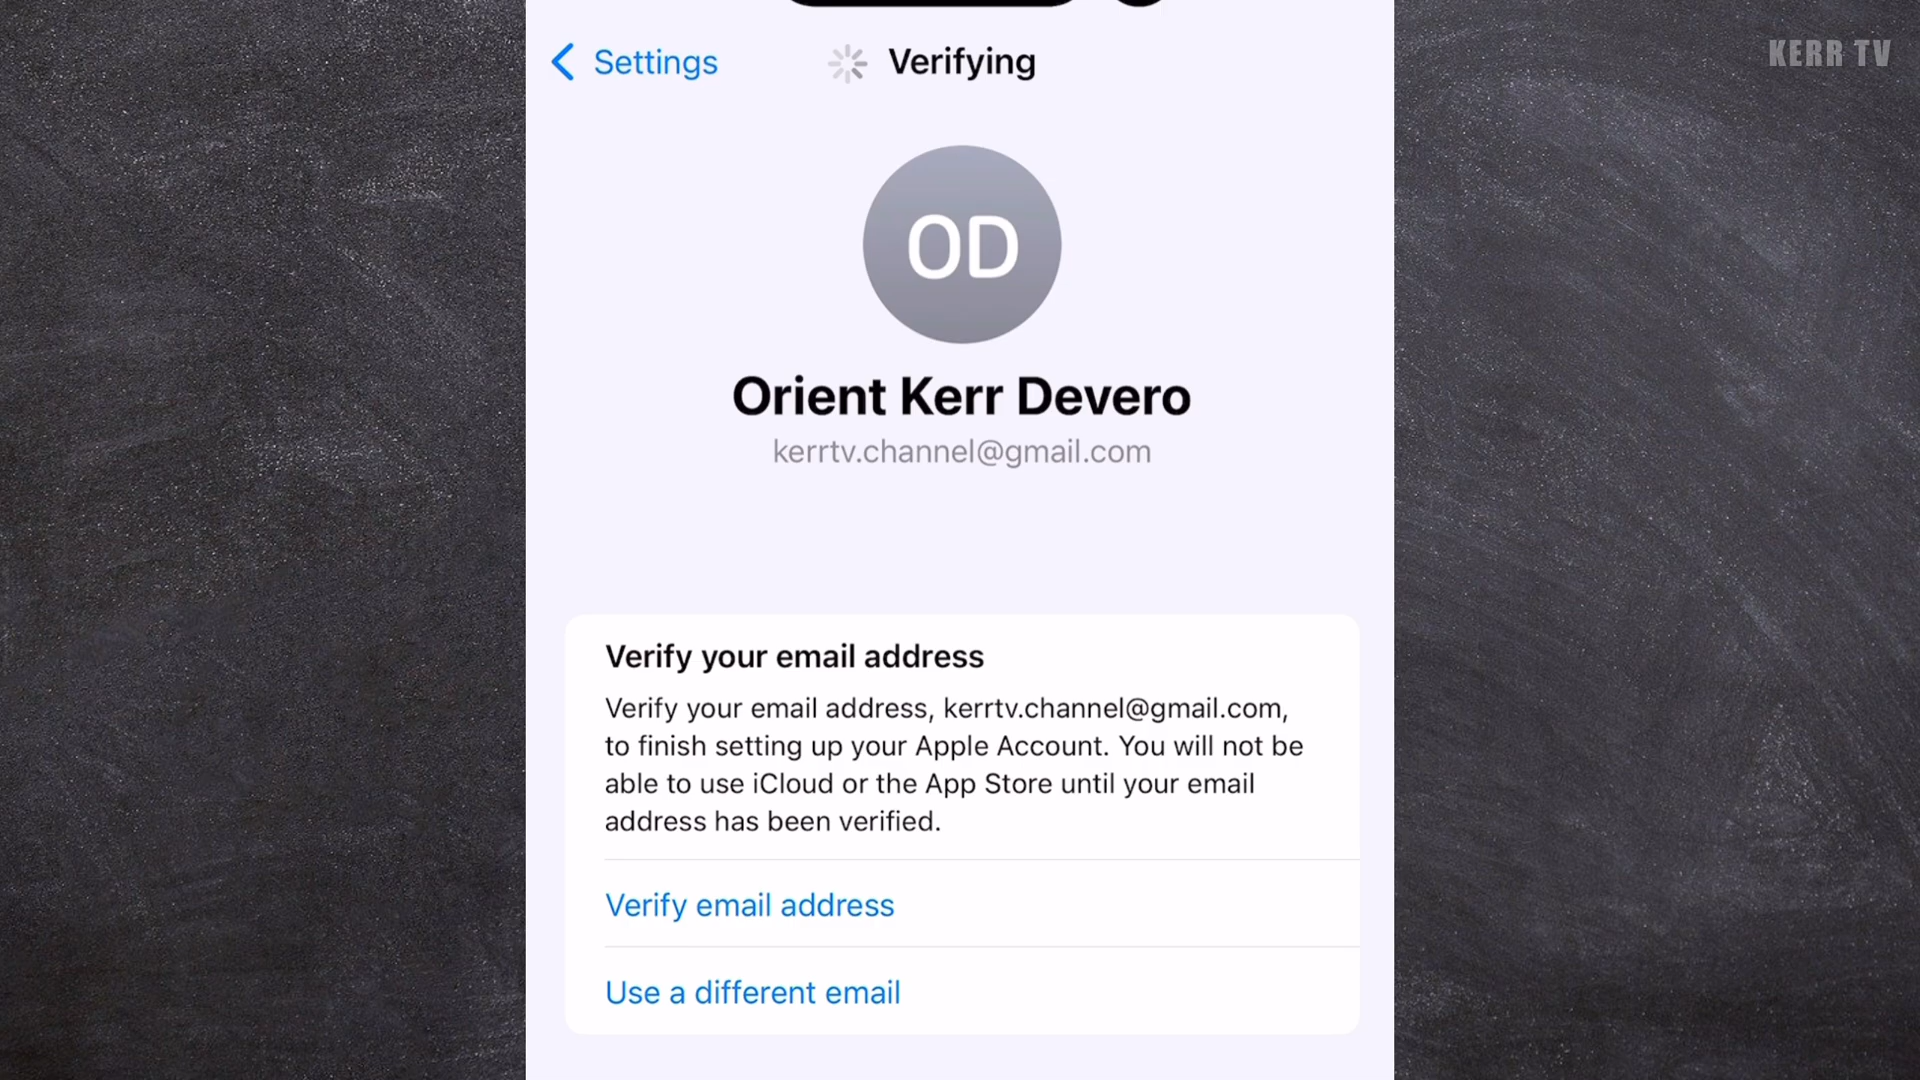 Settings
Verifying
KERR TV
OD
Orient Kerr Devero
kerrtv.channel@gmail.com
Verify your email address
Verify your email address, kerrtv.channel@gmail.com,
to finish setting up your Apple Account. You will not be
able to use iCloud or the App Store until your email
address has been verified.
Verify email address
Use a different email